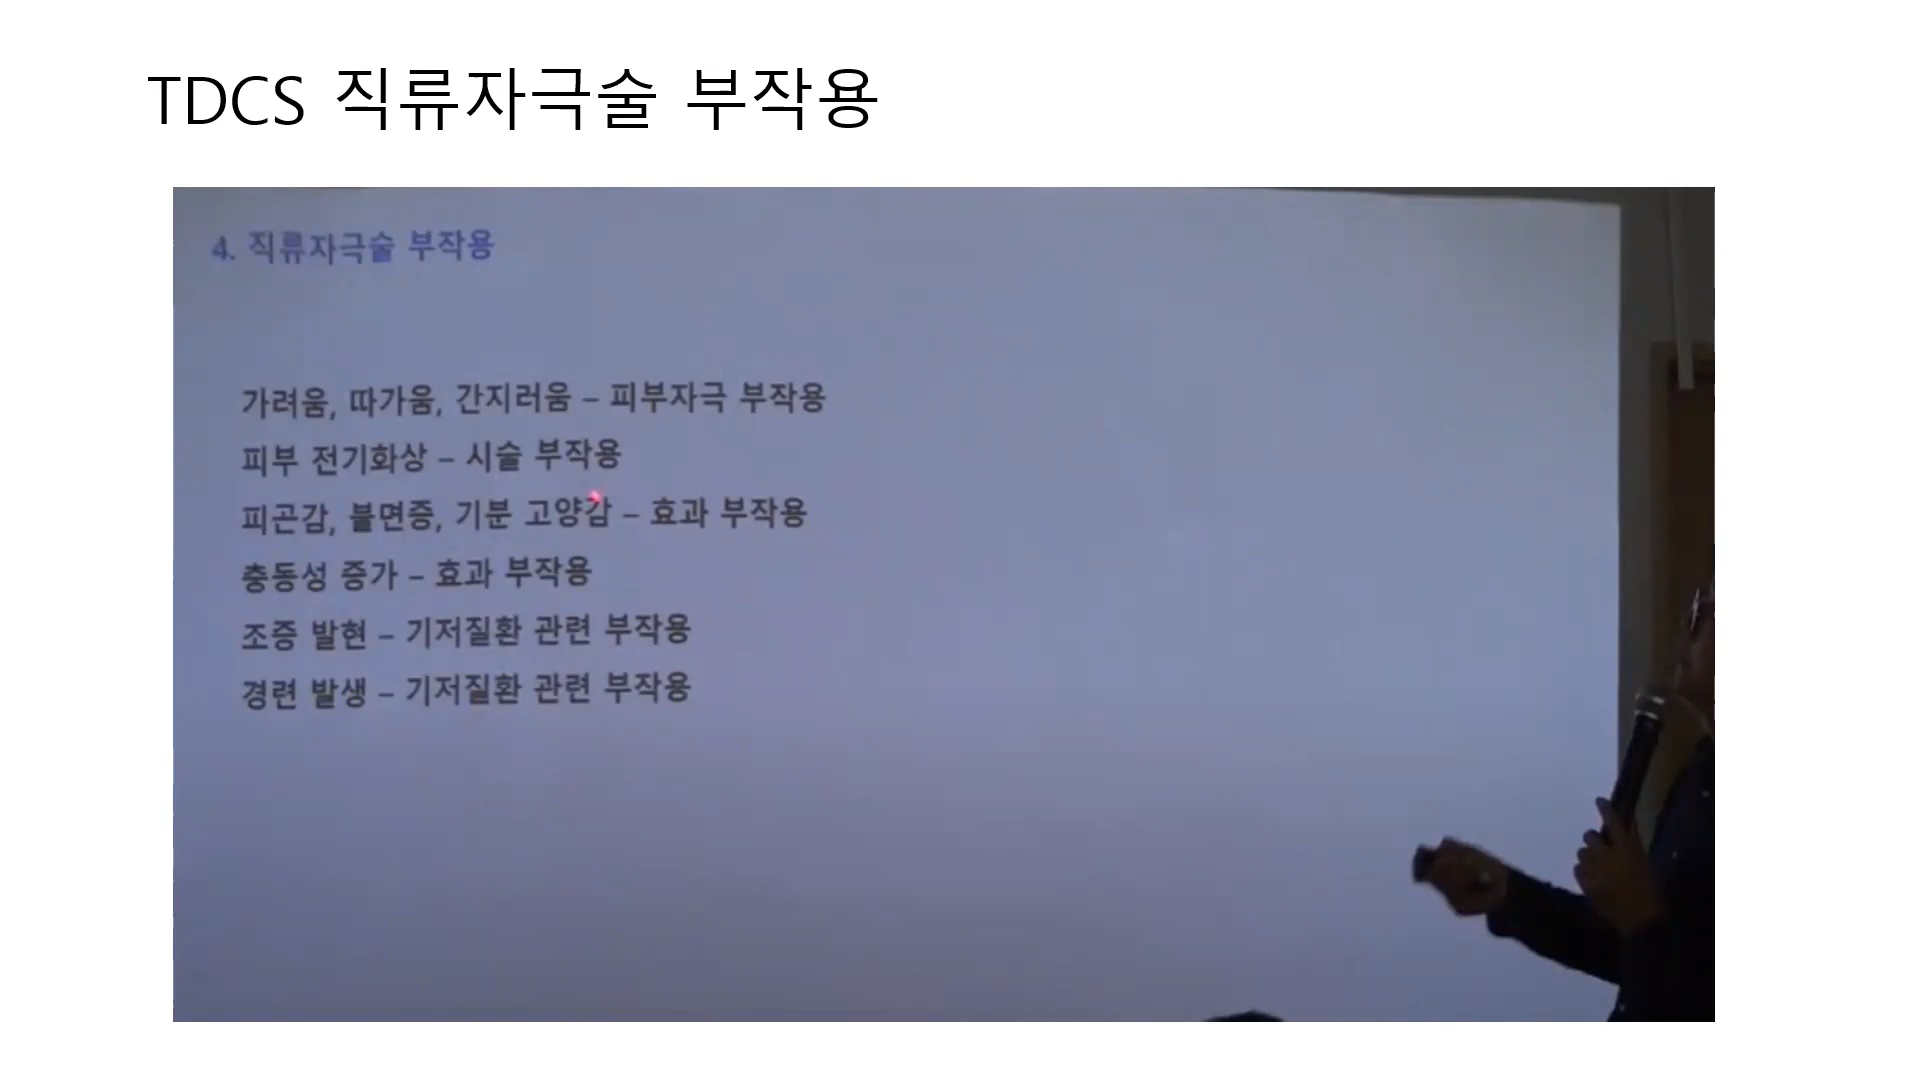 TDCS 직류자극술 부작용
4. 직류자극술 부작용
가려움, 따가움, 간지러움 – 피부자극 부작용
피부 전기화상 – 시술 부작용
피곤감, 불면증, 기분 고양감 – 효과 부작용
충동성 증가 – 효과 부작용
조증 발현 – 기저질환 관련 부작용
경련 발생 – 기저질환 관련 부작용